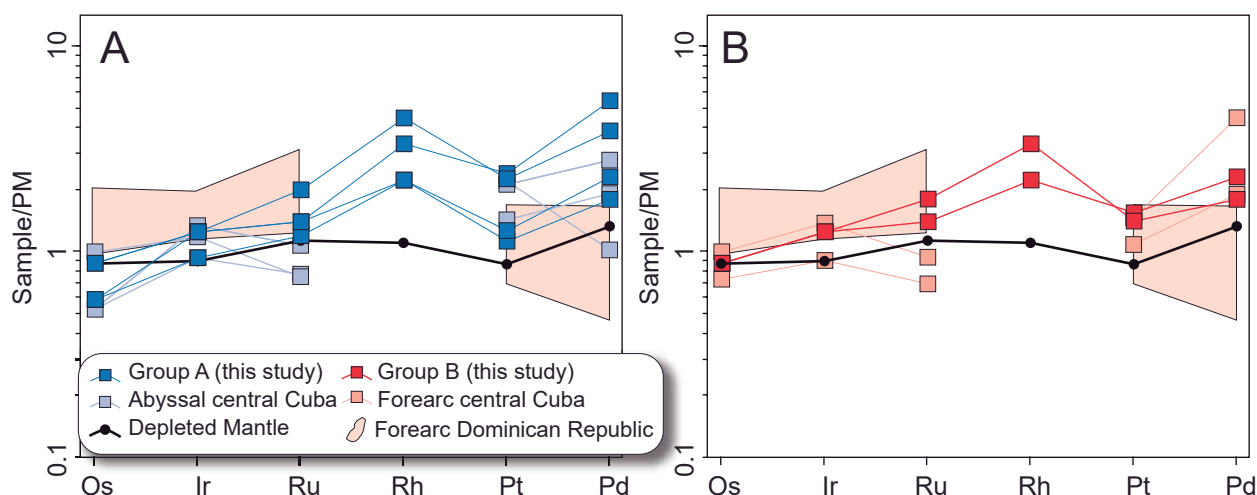 A
B
10
1
0.1
Sample/PM
10
1
0.1
Sample/PM
Group A (this study)
Group B (this study)
Abyssal central Cuba
Forearc central Cuba
Depleted Mantle
Forearc Dominican Republic
Os Ir Ru Rh Pt Pd
Os Ir Ru Rh Pt Pd